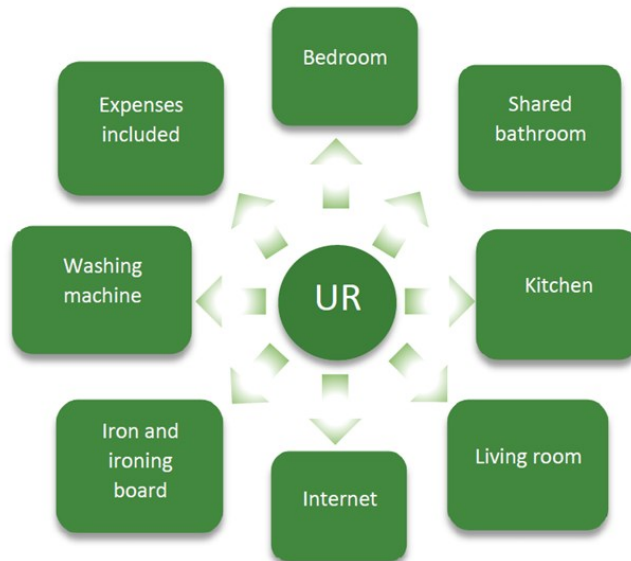 Bedroom
Expenses
included
Shared
bathroom
Washing
machine
UR
Kitchen
Iron and
ironing
board
Internet
Living room